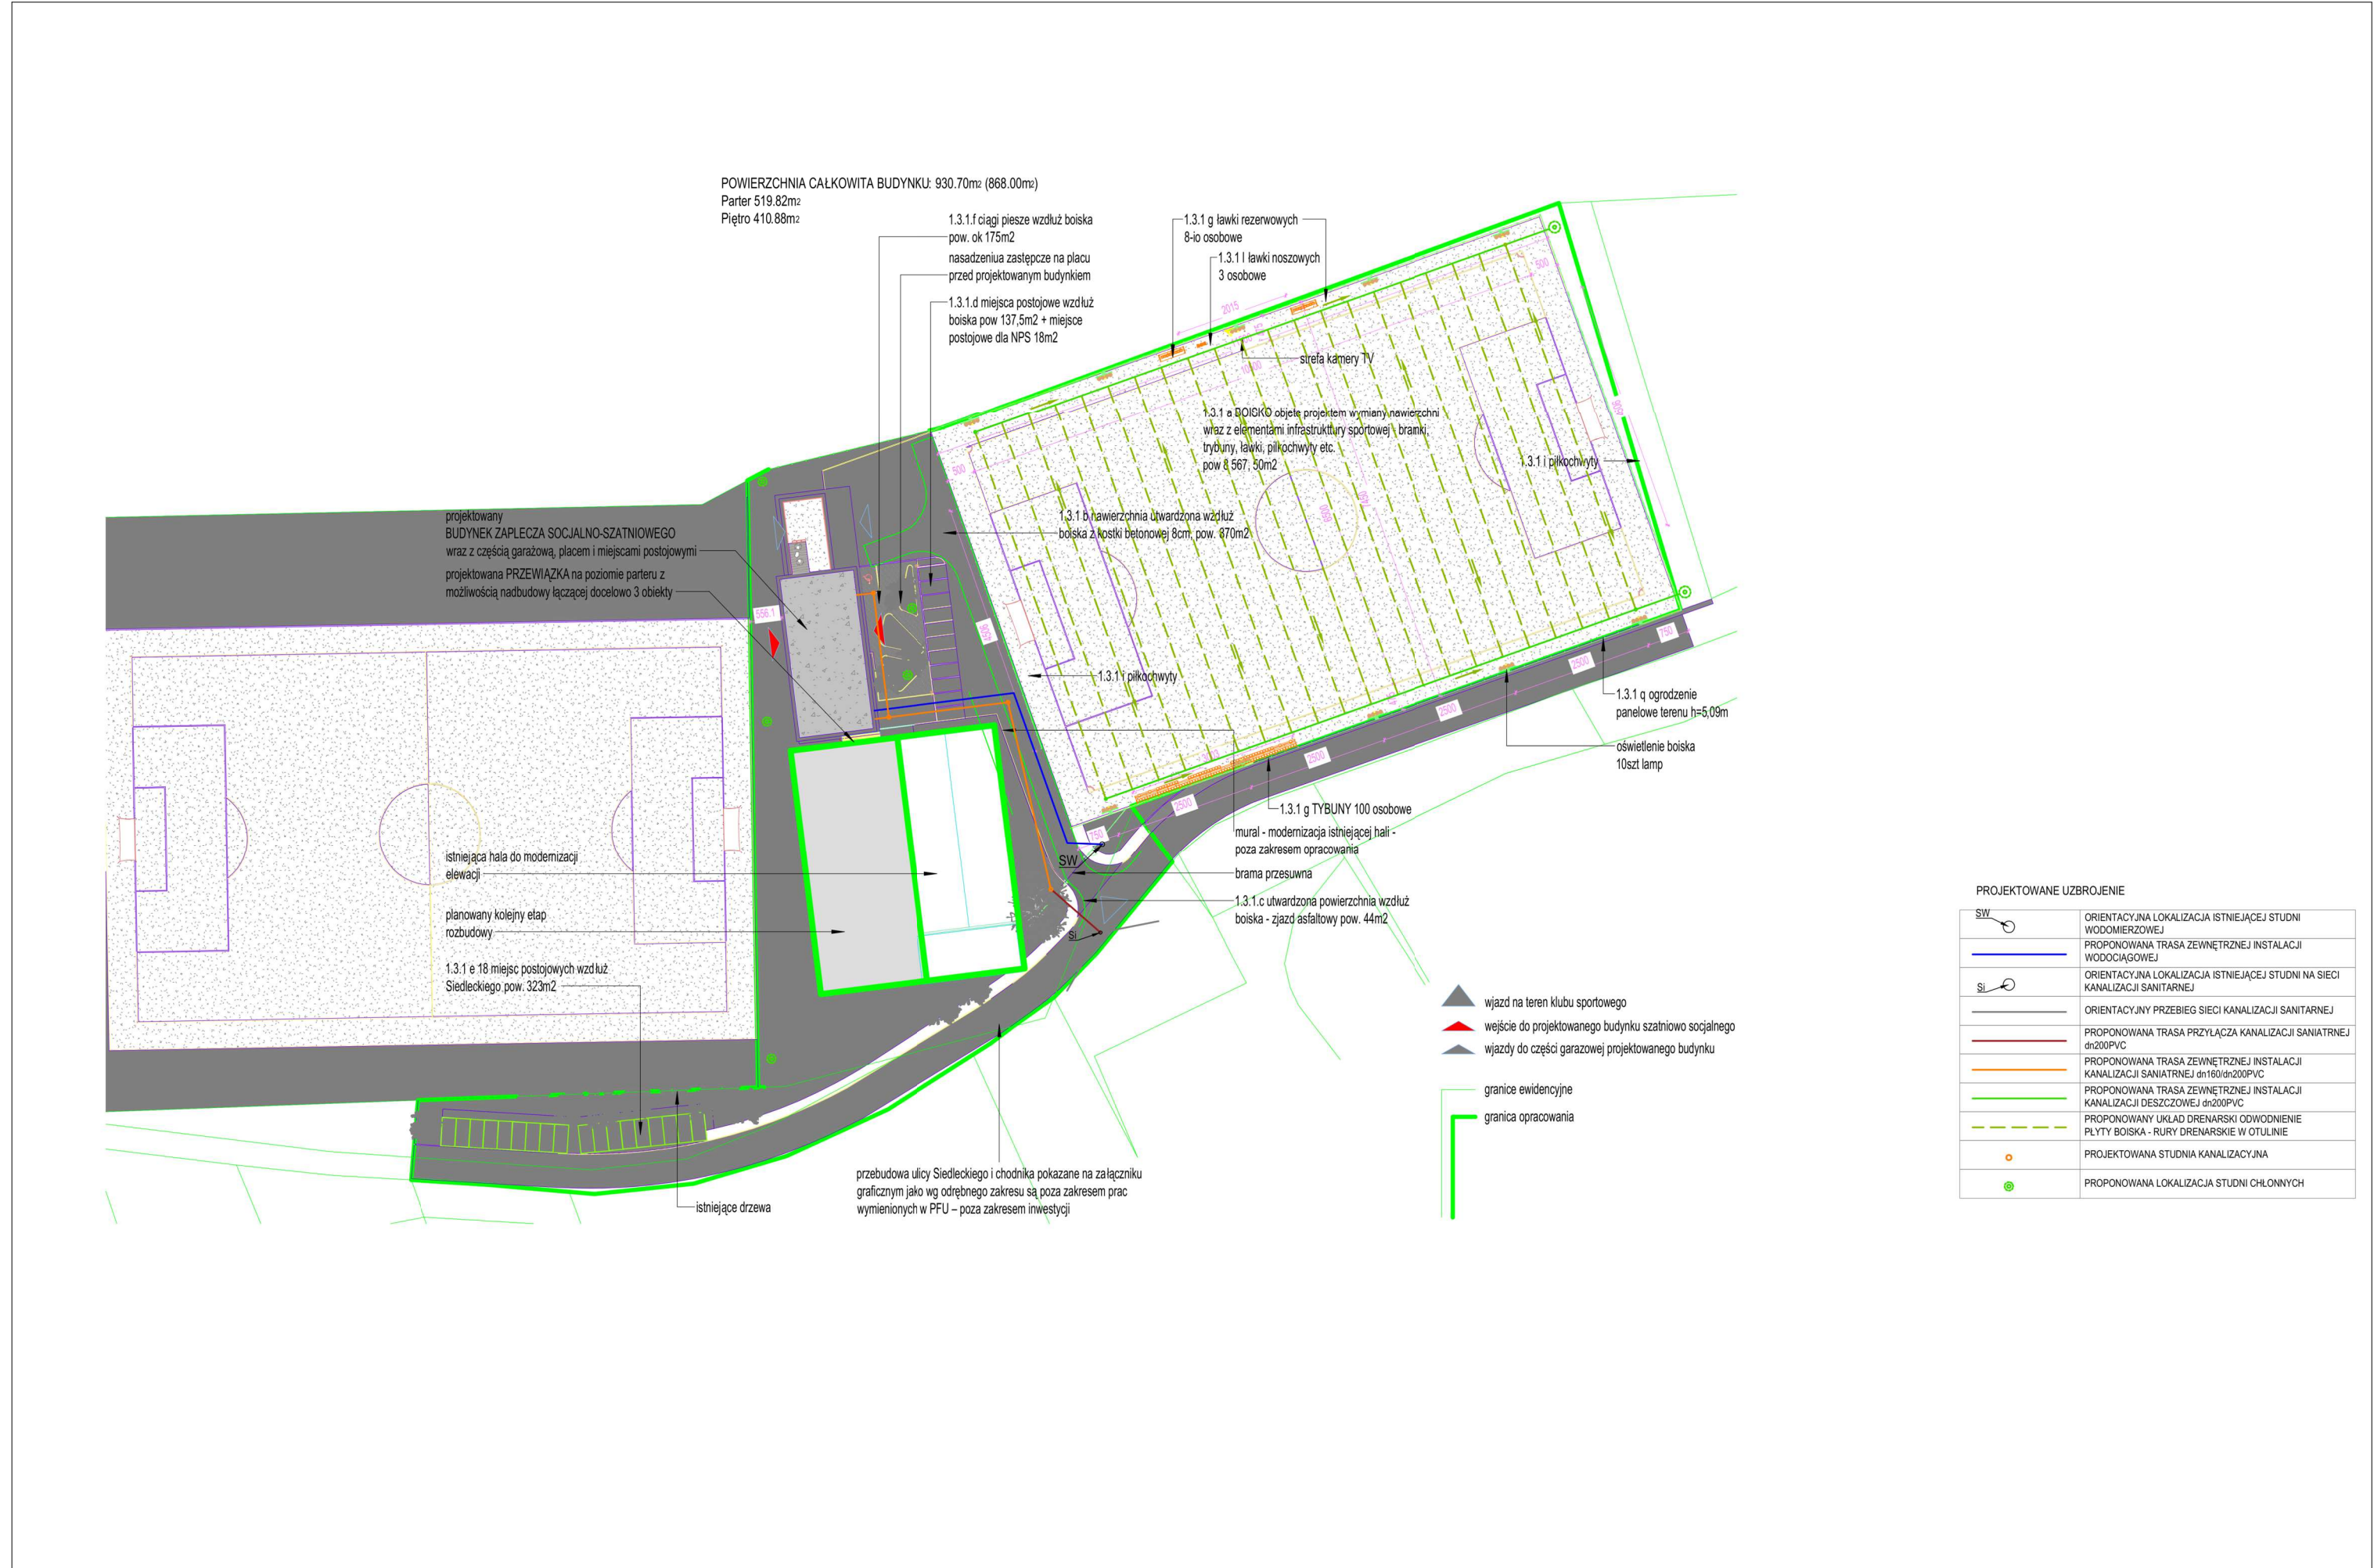 POWIERZCHNIA CAŁKOWITA BUDYNKU: 930.70m2 (868.00m2)
Parter 519.82m2
Piętro 410.88m2
1.3.1.f ciągi piesze wzdłuż boiska
pow. ok 175m2
nasadzeniua zastępcze na placu
przed projektowanym budynkiem
1.3.1.d miejsca postojowe wzdłuż
boiska pow 137,5m2 + miejsce
postojowe dla NPS 18m2
1.3.1 g ławki rezerwowych
8-io osobowe
1.3.1 l ławki noszowych
3 osobowe
2015
500
strefa kamery TV
1.3.1 a BOISKO objęte projektem wymiany nawierzchni
wraz z elementami infrastrukttury sportowej - bramki,
trybuny, ławki, piłkochwyty etc.
pow 8 567, 50m2
1.3.1 i piłkochwyty
500
1.3.1 b nawierzchnia utwardzona wzdłuż
boiska z kostki betonowej 8cm, pow. 370m2
projektowany
BUDYNEK ZAPLECZA SOCJALNO-SZATNIOWEGO
wraz z częścią garażową, placem i miejscami postojowymi
projektowana PRZEWIĄZKA na poziomie parteru z
możliwością nadbudowy łączącej docelowo 3 obiekty
556.1
1.3.1 i piłkochwyty
750
2500
2500
2500
2500
750
1.3.1 q ogrodzenie
panelowe terenu h=5,09m
oświetlenie boiska
10szt lamp
1.3.1 g TYBUNY 100 osobowe
mural - modernizacja istniejącej hali -
poza zakresem opracowania
SW
brama przesuwna
1.3.1.c utwardzona powierzchnia wzdłuż
boiska - zjazd asfaltowy pow. 44m2
Si
istniejąca hala do modernizacji
elewacji
planowany kolejny etap
rozbudowy
1.3.1 e 18 miejsc postojowych wzdłuż
Siedleckiego pow. 323m2
istniejące drzewa
przebudowa ulicy Siedleckiego i chodnika pokazane na załączniku
graficznym jako wg odrębnego zakresu są poza zakresem prac
wymienionych w PFU – poza zakresem inwestycji
wjazd na teren klubu sportowego
wejście do projektowanego budynku szatniowo socjalnego
wjazdy do części garazowej projektowanego budynku
granice ewidencyjne
granica opracowania
PROJEKTOWANE UZBROJENIE
SW
ORIENTACYJNA LOKALIZACJA ISTNIEJĄCEJ STUDNI
WODOMIERZOWEJ
PROPONOWANA TRASA ZEWNĘTRZNEJ INSTALACJI
WODOCIĄGOWEJ
Si
ORIENTACYJNA LOKALIZACJA ISTNIEJĄCEJ STUDNI NA SIECI
KANALIZACJI SANITARNEJ
ORIENTACYJNY PRZEBIEG SIECI KANALIZACJI SANITARNEJ
PROPONOWANA TRASA PRZYŁĄCZA KANALIZACJI SANIATRNEJ
dn200PVC
PROPONOWANA TRASA ZEWNĘTRZNEJ INSTALACJI
KANALIZACJI SANIATRNEJ dn160/dn200PVC
PROPONOWANA TRASA ZEWNĘTRZNEJ INSTALACJI
KANALIZACJI DESZCZOWEJ dn200PVC
PROPONOWANY UKŁAD DRENARSKI ODWODNIENIE
PŁYTY BOISKA - RURY DRENARSKIE W OTULINIE
PROJEKTOWANA STUDNIA KANALIZACYJNA
PROPONOWANA LOKALIZACJA STUDNI CHŁONNYCH